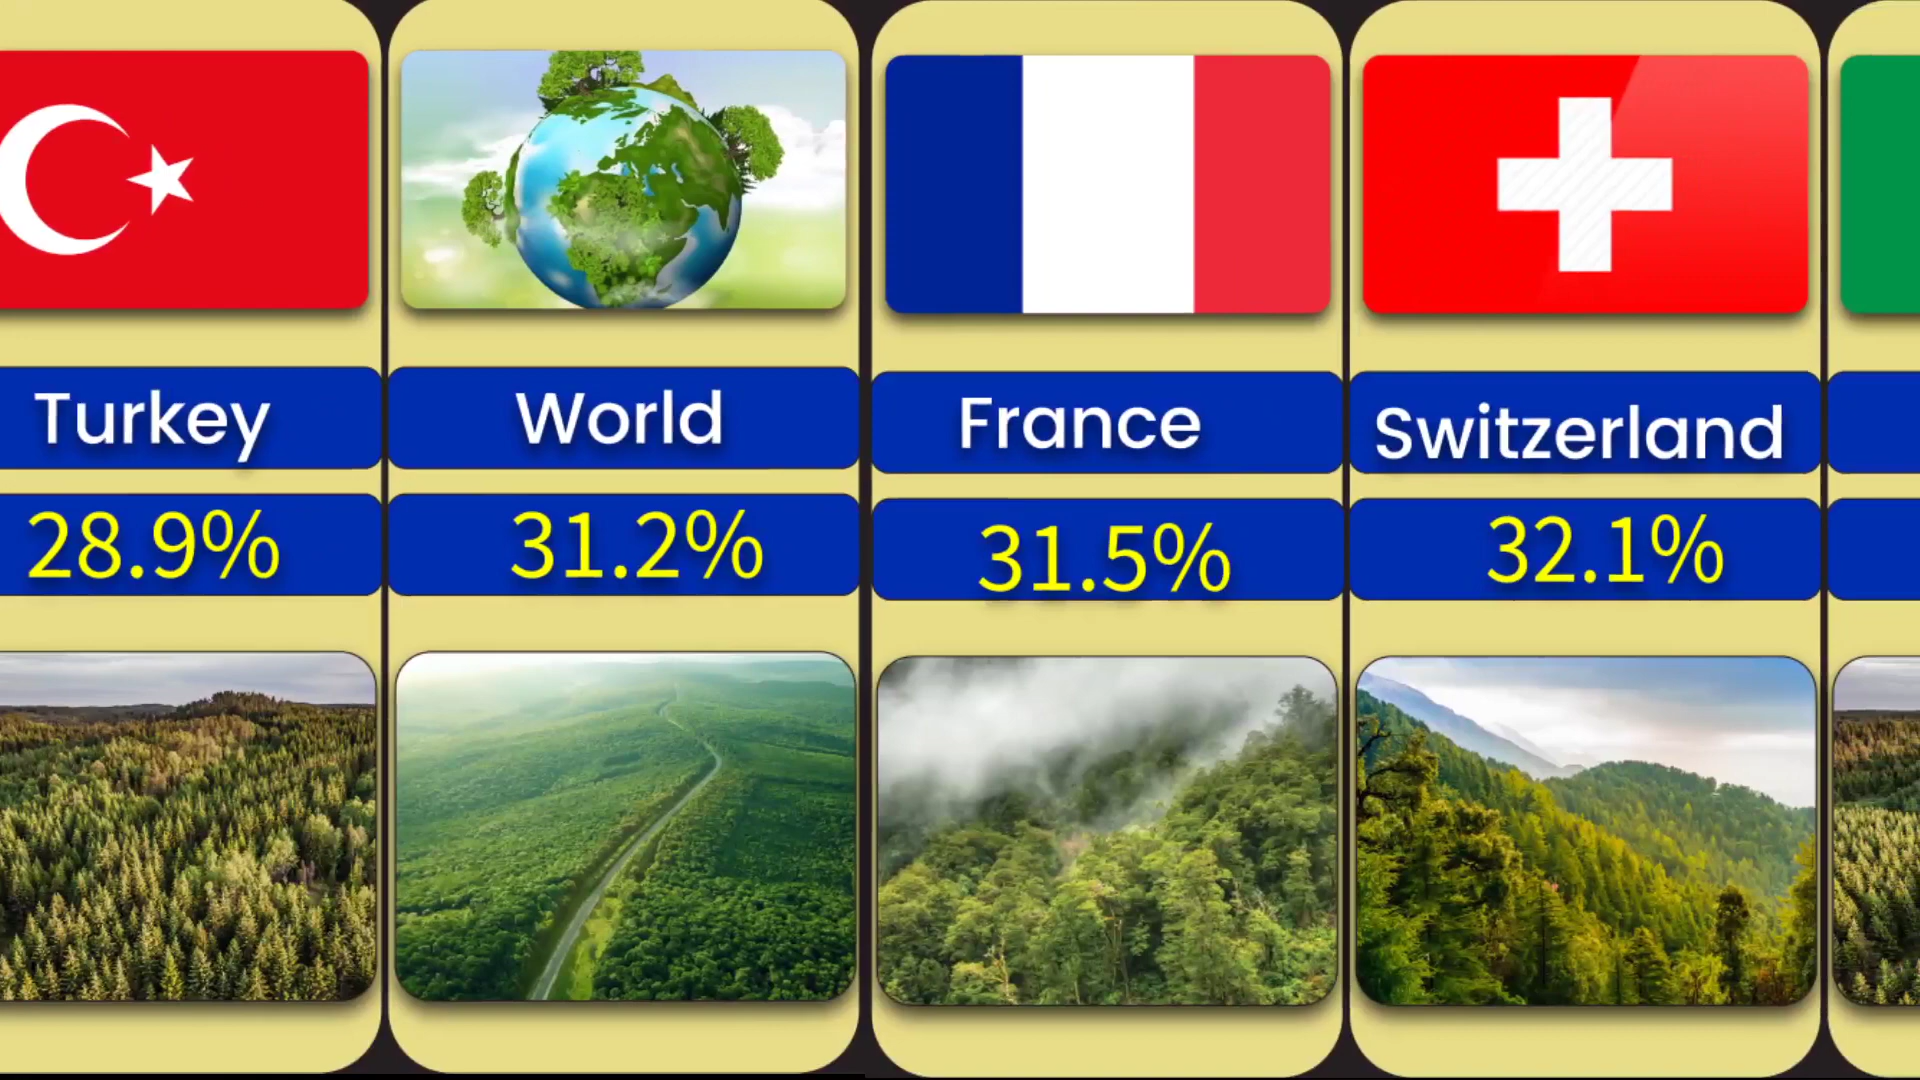 Turkey
28.9%
World
31.2%
France
31.5%
Switzerland
32.1%